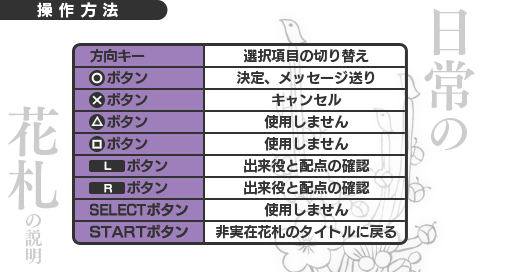 操作方法
日常の
花札の説明
方向キー 選択項目の切り替え
◯ボタン 決定、メッセージ送り
×ボタン キャンセル
△ボタン 使用しません
□ボタン 使用しません
Lボタン 出来役と配点の確認
Rボタン 出来役と配点の確認
SELECTボタン 使用しません
STARTボタン 非実在花札のタイトルに戻る